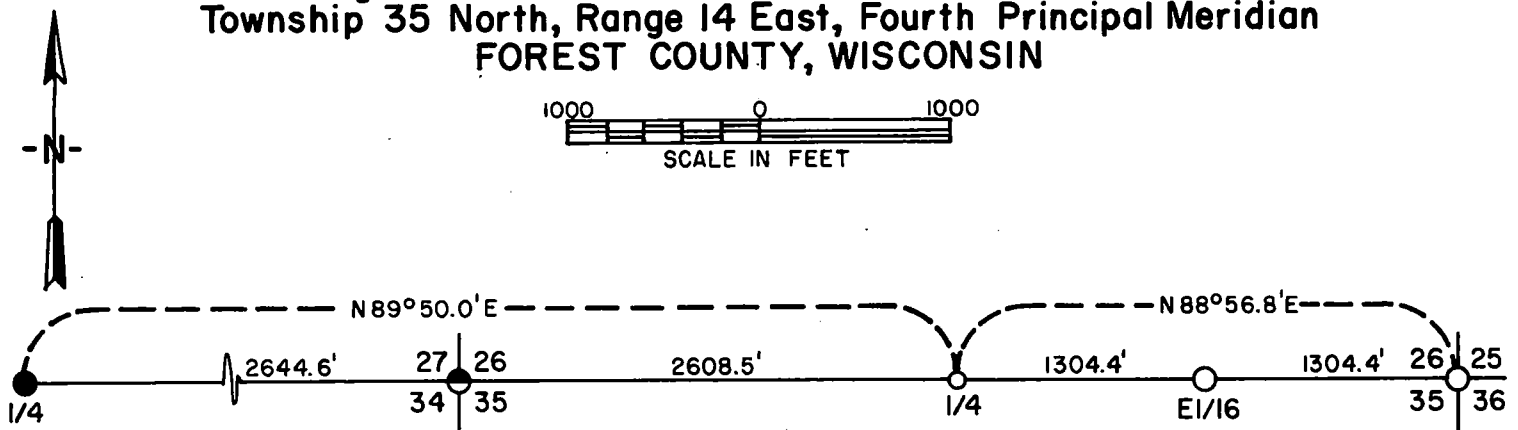 Township 35 North, Range 14 East, Fourth Principal Meridian
FOREST COUNTY, WISCONSIN
1000 0 1000
SCALE IN FEET
-N-
N89°50.0'E N88°56.8'E
2644.6' 27 26 2608.5' 1304.4' 1304.4' 26 25
1/4 34 35 1/4 E1/16 35 36